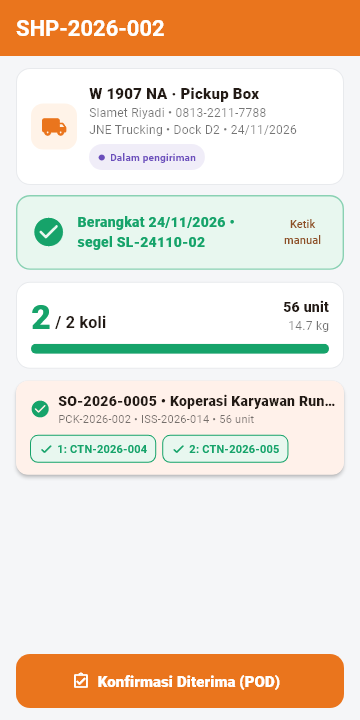 SHP-2026-002
W 1907 NA · Pickup Box
Slamet Riyadi • 0813-2211-7788
JNE Trucking • Dock D2 • 24/11/2026
Dalam pengiriman
Berangkat 24/11/2026 •
segel SL-24110-02
Ketik
manual
2 / 2 koli
56 unit
14.7 kg
SO-2026-0005 • Koperasi Karyawan Run...
PCK-2026-002 • ISS-2026-014 • 56 unit
1: CTN-2026-004
2: CTN-2026-005
Konfirmasi Diterima (POD)